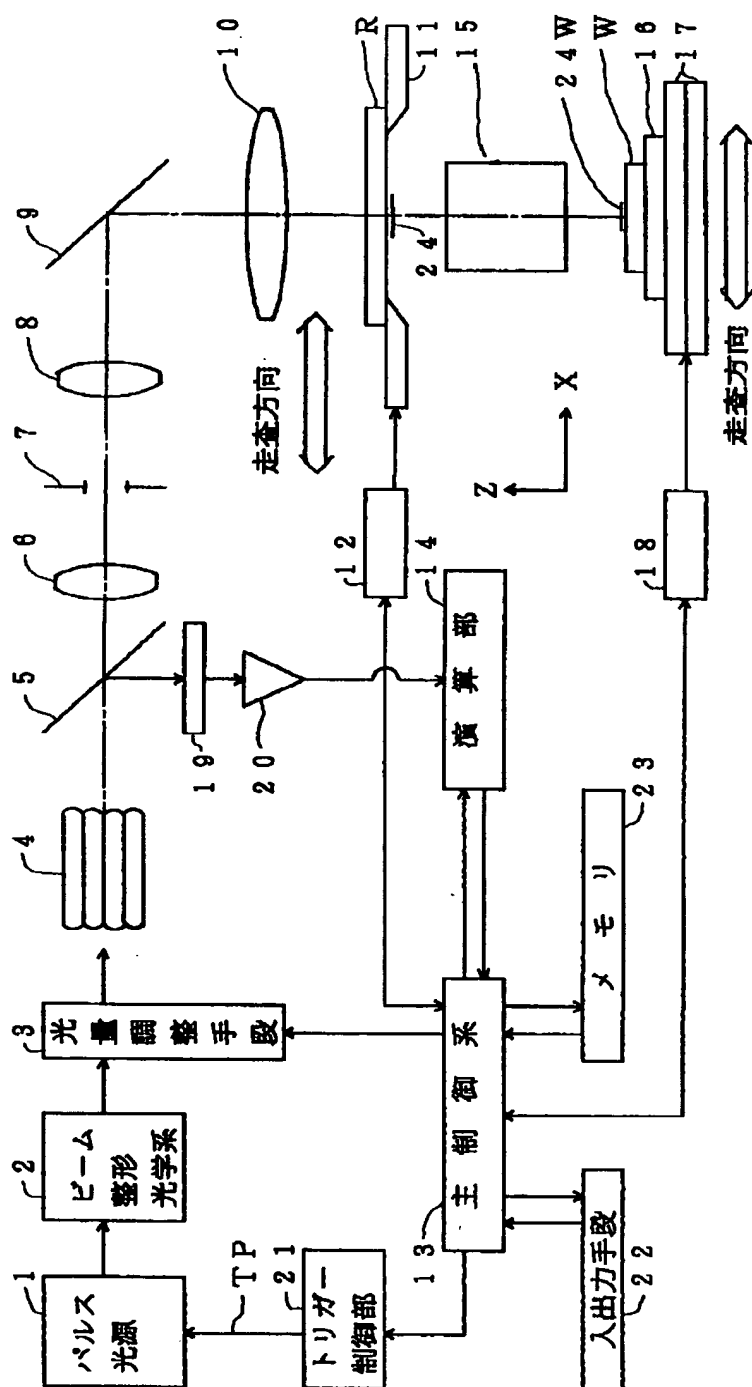 1
パルス
光源
2
ビーム
整形
光学系
3
光量調整手段
4
5
6
7
8
9
10
R
11
走査方向
24
15
24W
W
16
17
走査方向
Z
X
12
18
19
20
14
演算部
13
主制御系
23
メモリ
22
入出力手段
21
トリガー
制御部
TP